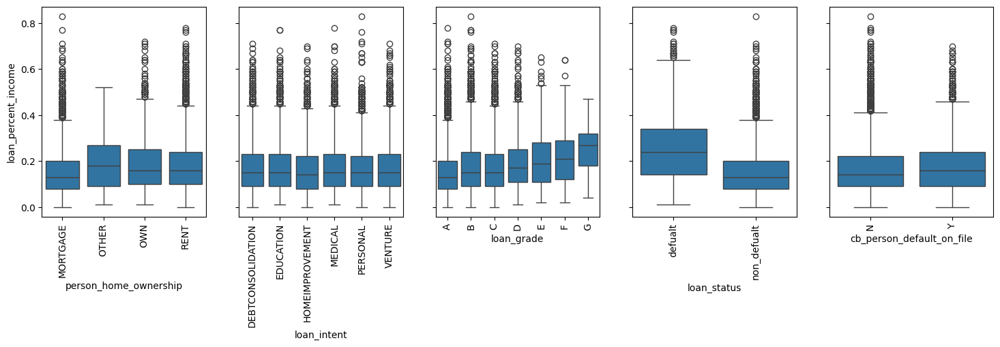 loan_percent_income
0.8
0.6
0.4
0.2
0.0
MORTGAGE
OTHER
OWN
RENT
person_home_ownership
DEBTCONSOLIDATION
EDUCATION
HOMEIMPROVEMENT
MEDICAL
PERSONAL
VENTURE
loan_intent
A
B
C
D
E
F
G
loan_grade
defualt
non_defualt
loan_status
N
Y
cb_person_default_on_file